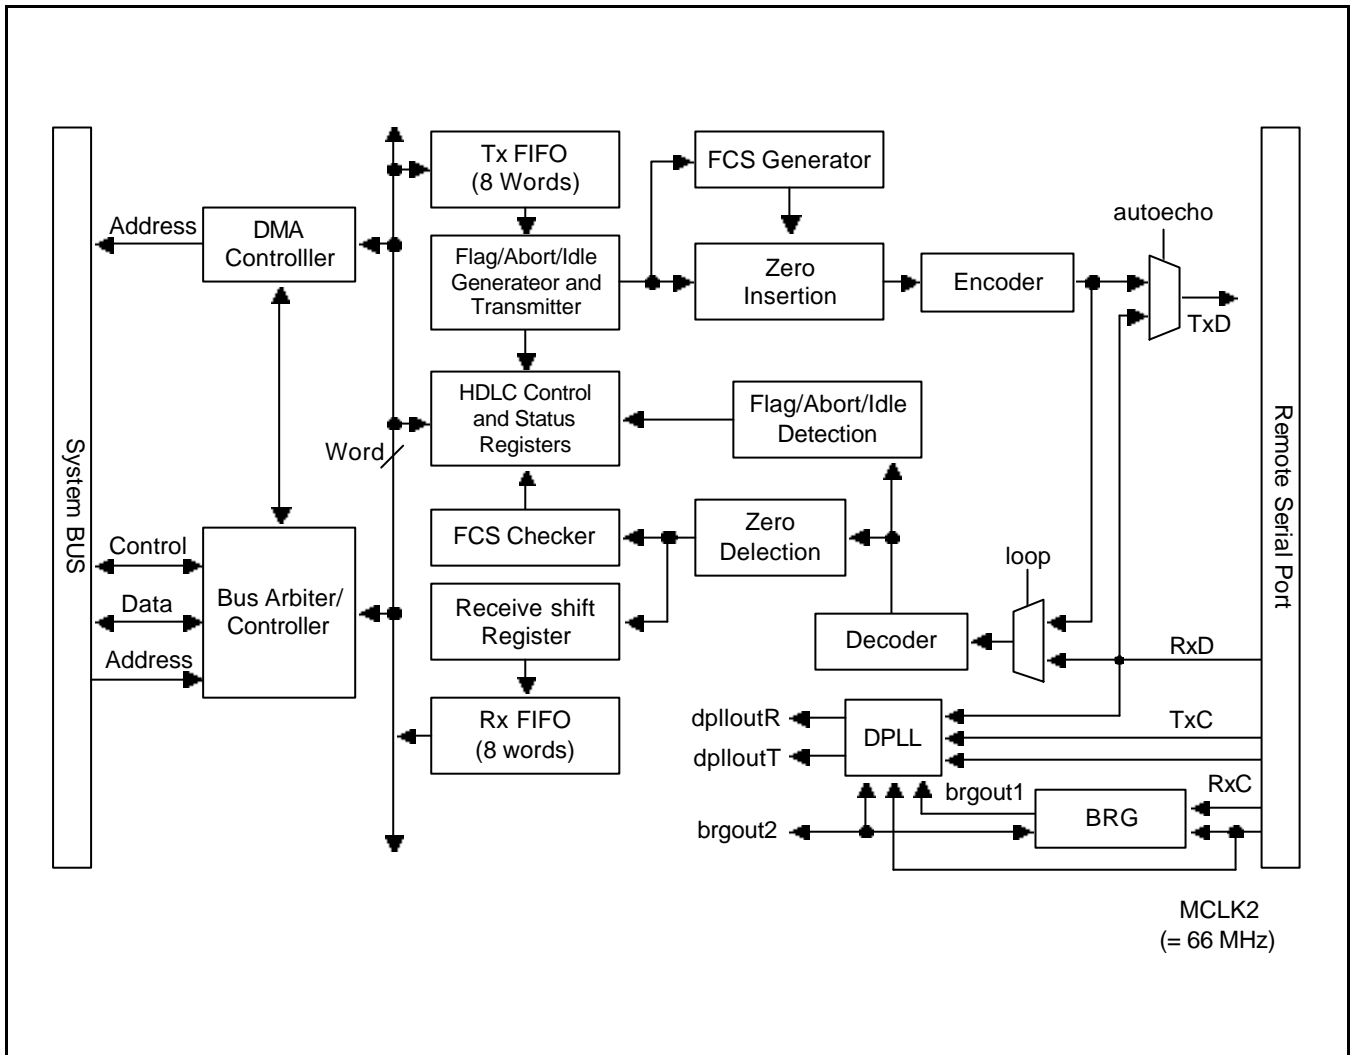 Tx FIFO
(8 Words)
FCS Generator
Address
DMA
Controlller
Flag/Abort/Idle
Generateor and
Transmitter
Zero
Insertion
Encoder
autoecho
TxD
HDLC Control
and Status
Registers
Flag/Abort/Idle
Detection
Word
System BUS
Remote Serial Port
FCS Checker
Zero
Delection
Control
Data
Address
Bus Arbiter/
Controller
Receive shift
Register
loop
Decoder
RxD
Rx FIFO
(8 words)
dplloutR
dplloutT
DPLL
TxC
RxC
brgout1
brgout2
BRG
MCLK2
(= 66 MHz)